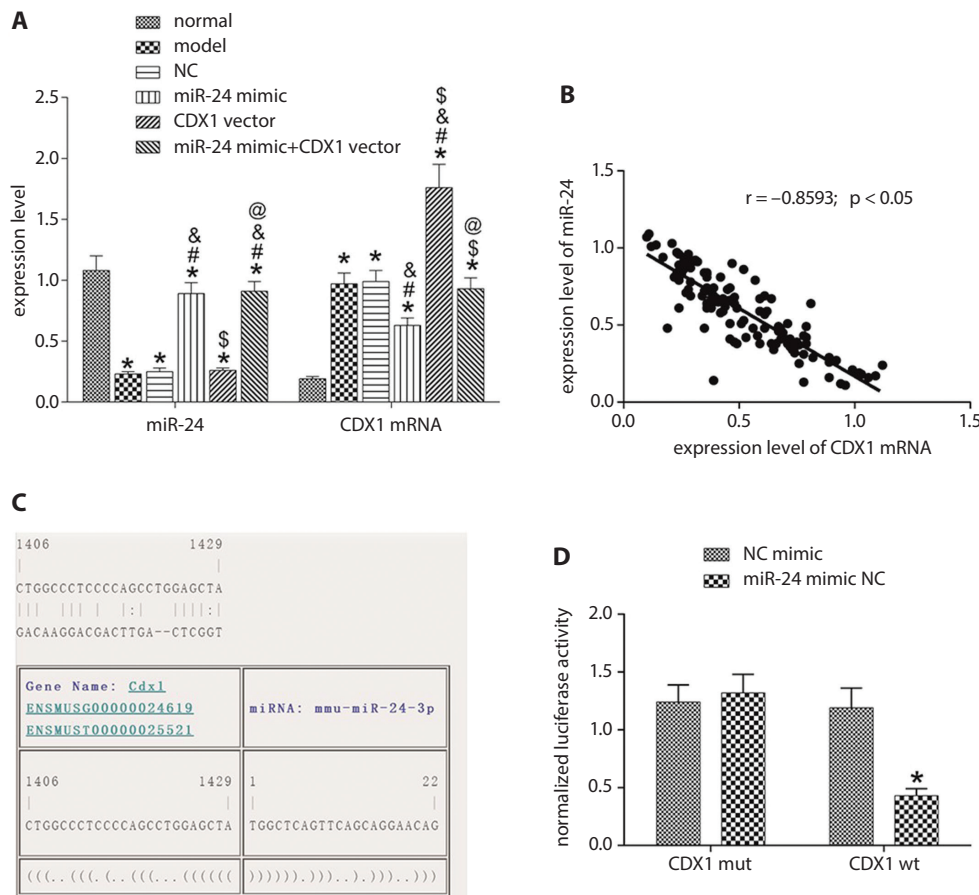 A
normal
model
NC
miR-24 mimic
CDX1 vector
miR-24 mimic+CDX1 vector
expression level
2.5
2.0
1.5
1.0
0.5
0.0
* * & # * $ * @ & # *
* * & # * $ & # * @ $ *
miR-24 CDX1 mRNA
B
r = –0.8593; p < 0.05
expression level of miR-24
1.5
1.0
0.5
0.0
0.0 0.5 1.0 1.5
expression level of CDX1 mRNA
C
1406 1429
| |
CTGGCCCTCCCCAGCCTGGAGCTA
||| ||| | |:| ||||:|
GACAAGGACGACTTGA--CTCGGT
Gene Name: Cdx1
ENSMUSG00000024619
ENSMUST00000025521
miRNA: mmu-miR-24-3p
1406 1429
| |
CTGGCCCTCCCCAGCCTGGAGCTA
1 22
| |
TGGCTCAGTTCAGCAGGAACAG
(((..(((.(..(((...((((((
)))))).)))..).)))..)))
D
NC mimic
miR-24 mimic NC
normalized luciferase activity
2.0
1.5
1.0
0.5
0.0
*
CDX1 mut CDX1 wt